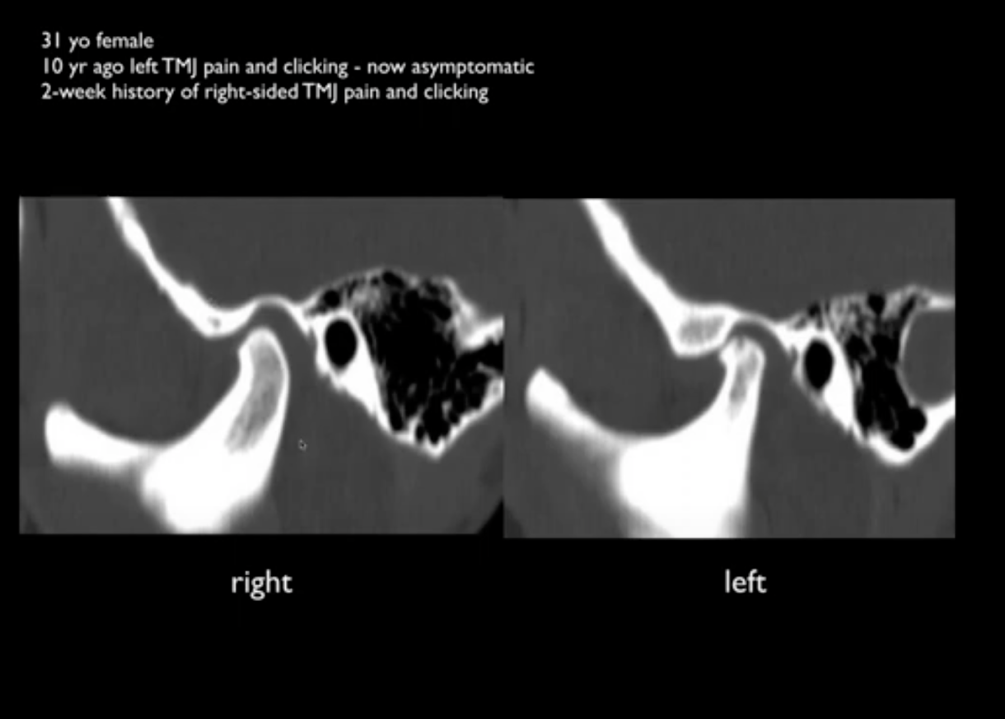 31 yo female
10 yr ago left TMJ pain and clicking - now asymptomatic
2-week history of right-sided TMJ pain and clicking
right
left